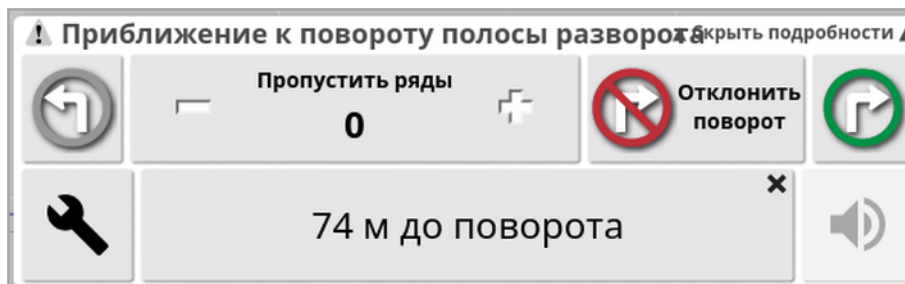 Приближение к повороту полосы разворота
Скрыть подробности
Пропустить ряды
0
Отклонить
поворот
74 м до поворота